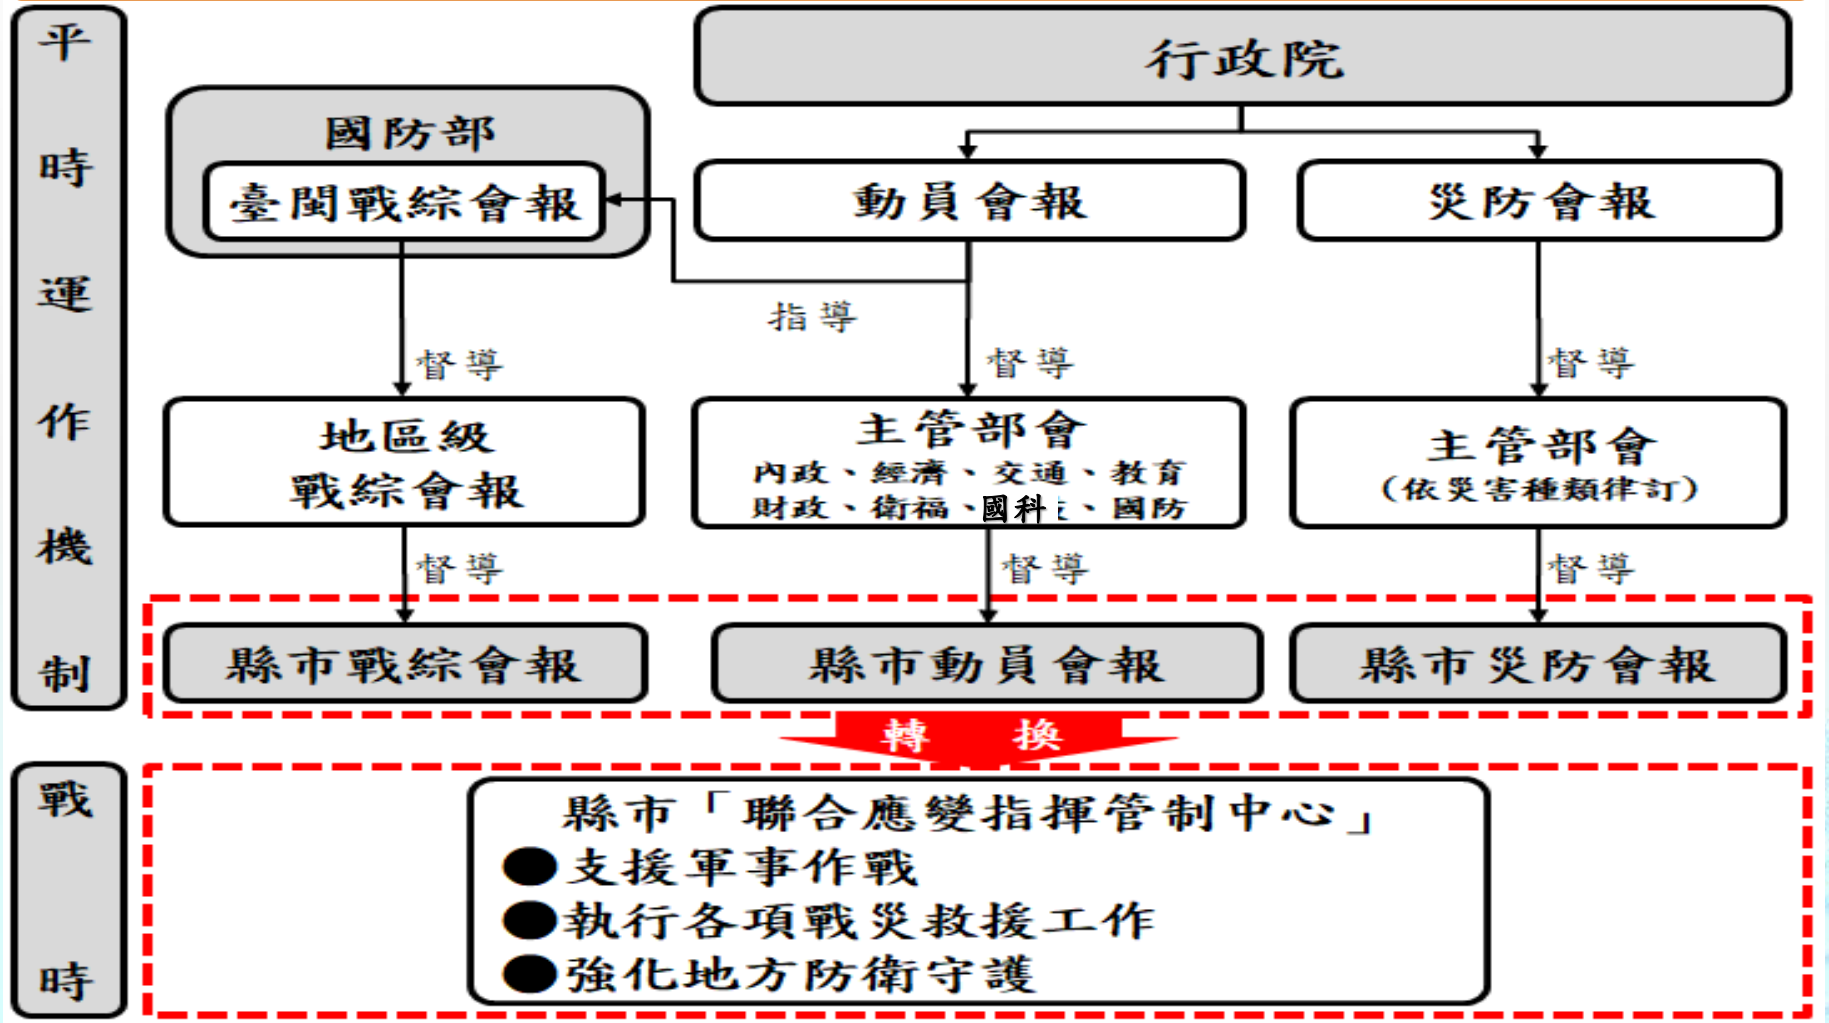 平時運作機制
行政院
國防部
臺閩戰綜會報
動員會報
災防會報
指導
督導
督導
督導
地區級
戰綜會報
主管部會
內政、經濟、交通、教育
財政、衛福、國科、國防
主管部會
(依災害種類律訂)
督導
督導
督導
縣市戰綜會報
縣市動員會報
縣市災防會報
轉換
戰時
縣市「聯合應變指揮管制中心」
●支援軍事作戰
●執行各項戰災救援工作
●強化地方防衛守護